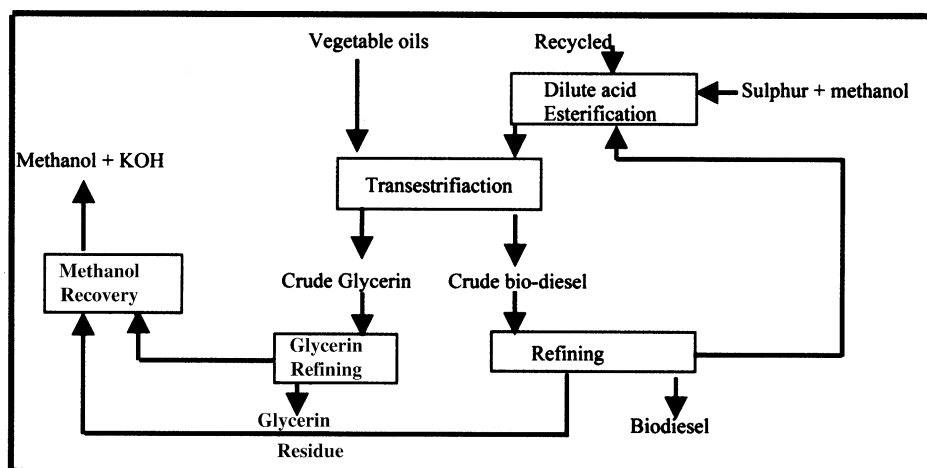 Vegetable oils
Recycled
Dilute acid
Esterification
Sulphur + methanol
Methanol + KOH
Transestrifiaction
Methanol
Recovery
Crude Glycerin
Crude bio-diesel
Glycerin
Refining
Refining
Glycerin
Biodiesel
Residue